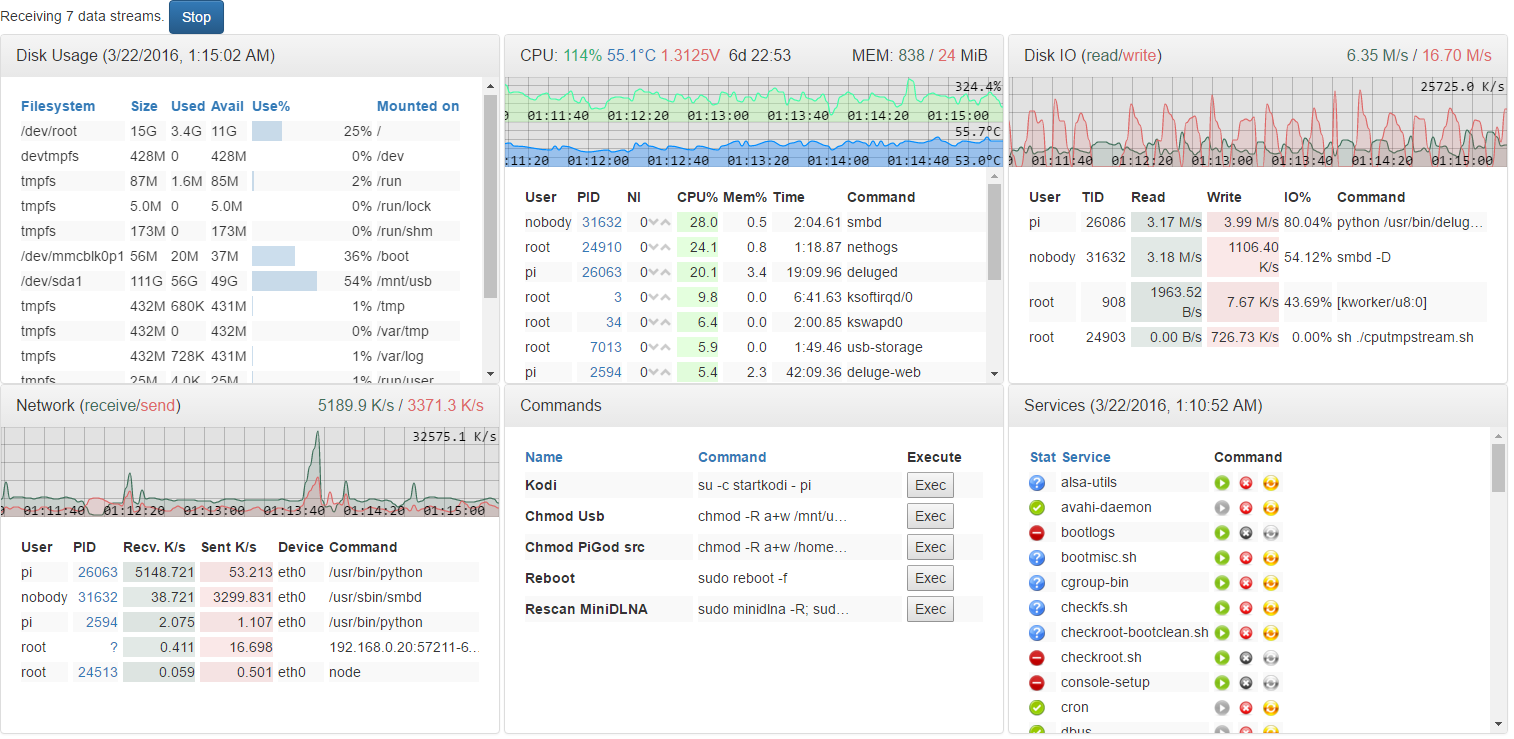 Receiving 7 data streams. Stop
Disk Usage (3/22/2016, 1:15:02 AM)
Filesystem Size Used Avail Use% Mounted on
/dev/root 15G 3.4G 11G 25% /
devtmpfs 428M 0 428M 0% /dev
tmpfs 87M 1.6M 85M 2% /run
tmpfs 5.0M 0 5.0M 0% /run/lock
tmpfs 173M 0 173M 0% /run/shm
/dev/mmcblk0p1 56M 20M 37M 36% /boot
/dev/sda1 111G 56G 49G 54% /mnt/usb
tmpfs 432M 680K 431M 1% /tmp
tmpfs 432M 0 432M 0% /var/tmp
tmpfs 432M 728K 431M 1% /var/log
tmpfs 25M 4.0K 25M 1% /run/user
CPU: 114% 55.1°C 1.3125V 6d 22:53 MEM: 838 / 24 MiB
324.4%
0 01:11:40 01:12:20 01:13:00 01:13:40 01:14:20 01:15:00
55.7°C
:11:20 01:12:00 01:12:40 01:13:20 01:14:00 01:14:40 53.0°C
User PID NI CPU% Mem% Time Command
nobody 31632 0 28.0 0.5 2:04.61 smbd
root 24910 0 24.1 0.8 1:18.87 nethogs
pi 26063 0 20.1 3.4 19:09.96 deluged
root 3 0 9.8 0.0 6:41.63 ksoftirqd/0
root 34 0 6.4 0.0 2:00.85 kswapd0
root 7013 0 5.9 0.0 1:49.46 usb-storage
pi 2594 0 5.4 2.3 42:09.36 deluge-web
Disk IO (read/write) 6.35 M/s / 16.70 M/s
25725.0 K/s
01:11:40 01:12:20 01:13:00 01:13:40 01:14:20 01:15:00
User TID Read Write IO% Command
pi 26086 3.17 M/s 3.99 M/s 80.04% python /usr/bin/delug…
nobody 31632 3.18 M/s 1106.40 K/s 54.12% smbd -D
root 908 1963.52 B/s 7.67 K/s 43.69% [kworker/u8:0]
root 24903 0.00 B/s 726.73 K/s 0.00% sh ./cputmpstream.sh
Network (receive/send) 5189.9 K/s / 3371.3 K/s
32575.1 K/s
0 01:11:40 01:12:20 01:13:00 01:13:40 01:14:20 01:15:00
User PID Recv. K/s Sent K/s Device Command
pi 26063 5148.721 53.213 eth0 /usr/bin/python
nobody 31632 38.721 3299.831 eth0 /usr/sbin/smbd
pi 2594 2.075 1.107 eth0 /usr/bin/python
root ? 0.411 16.698 192.168.0.20:57211-6…
root 24513 0.059 0.501 eth0 node
Commands
Name Command Execute
Kodi su -c startkodi - pi Exec
Chmod Usb chmod -R a+w /mnt/u… Exec
Chmod PiGod src chmod -R a+w /home… Exec
Reboot sudo reboot -f Exec
Rescan MiniDLNA sudo minidlna -R; sud… Exec
Services (3/22/2016, 1:10:52 AM)
Stat Service Command
alsa-utils
avahi-daemon
bootlogs
bootmisc.sh
cgroup-bin
checkfs.sh
checkroot-bootclean.sh
checkroot.sh
console-setup
cron
dbus